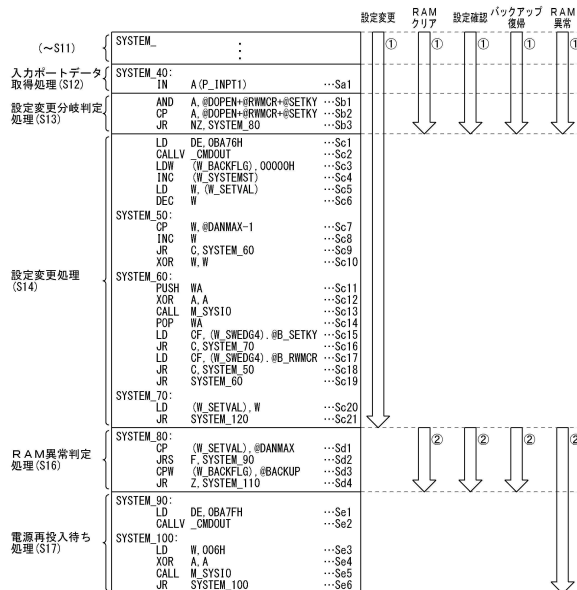 設定変更
RAM
クリア
設定確認
バックアップ
復帰
RAM
異常
① ① ① ① ①
(～S11)
SYSTEM_
入力ポートデータ
取得処理(S12)
SYSTEM_40:
IN A(P_INPT1) …Sa1
設定変更分岐判定
処理(S13)
AND A,@DOPEN+@RWMCR+@SETKY …Sb1
CP A,@DOPEN+@RWMCR+@SETKY …Sb2
JR NZ,SYSTEM_80 …Sb3
設定変更処理
(S14)
LD DE,0BA76H …Sc1
CALLV _CMDOUT …Sc2
LDW (W_BACKFLG),00000H …Sc3
INC (W_SYSTEMST) …Sc4
LD W,(W_SETVAL) …Sc5
DEC W …Sc6
SYSTEM_50:
CP W,@DANMAX-1 …Sc7
INC W …Sc8
JR C,SYSTEM_60 …Sc9
XOR W,W …Sc10
SYSTEM_60:
PUSH WA …Sc11
XOR A,A …Sc12
CALL M_SYSIO …Sc13
POP WA …Sc14
LD CF,(W_SWEDG4).@B_SETKY …Sc15
JR C,SYSTEM_70 …Sc16
LD CF,(W_SWEDG4).@B_RWMCR …Sc17
JR C,SYSTEM_50 …Sc18
JR SYSTEM_60 …Sc19
SYSTEM_70:
LD (W_SETVAL),W …Sc20
JR SYSTEM_120 …Sc21
② ② ② ②
RAM異常判定
処理(S16)
SYSTEM_80:
CP (W_SETVAL),@DANMAX …Sd1
JRS F,SYSTEM_90 …Sd2
CPW (W_BACKFLG),@BACKUP …Sd3
JR Z,SYSTEM_110 …Sd4
電源再投入待ち
処理(S17)
SYSTEM_90:
LD DE,0BA7FH …Se1
CALLV _CMDOUT …Se2
SYSTEM_100:
LD W,006H …Se3
XOR A,A …Se4
CALL M_SYSIO …Se5
JR SYSTEM_100 …Se6